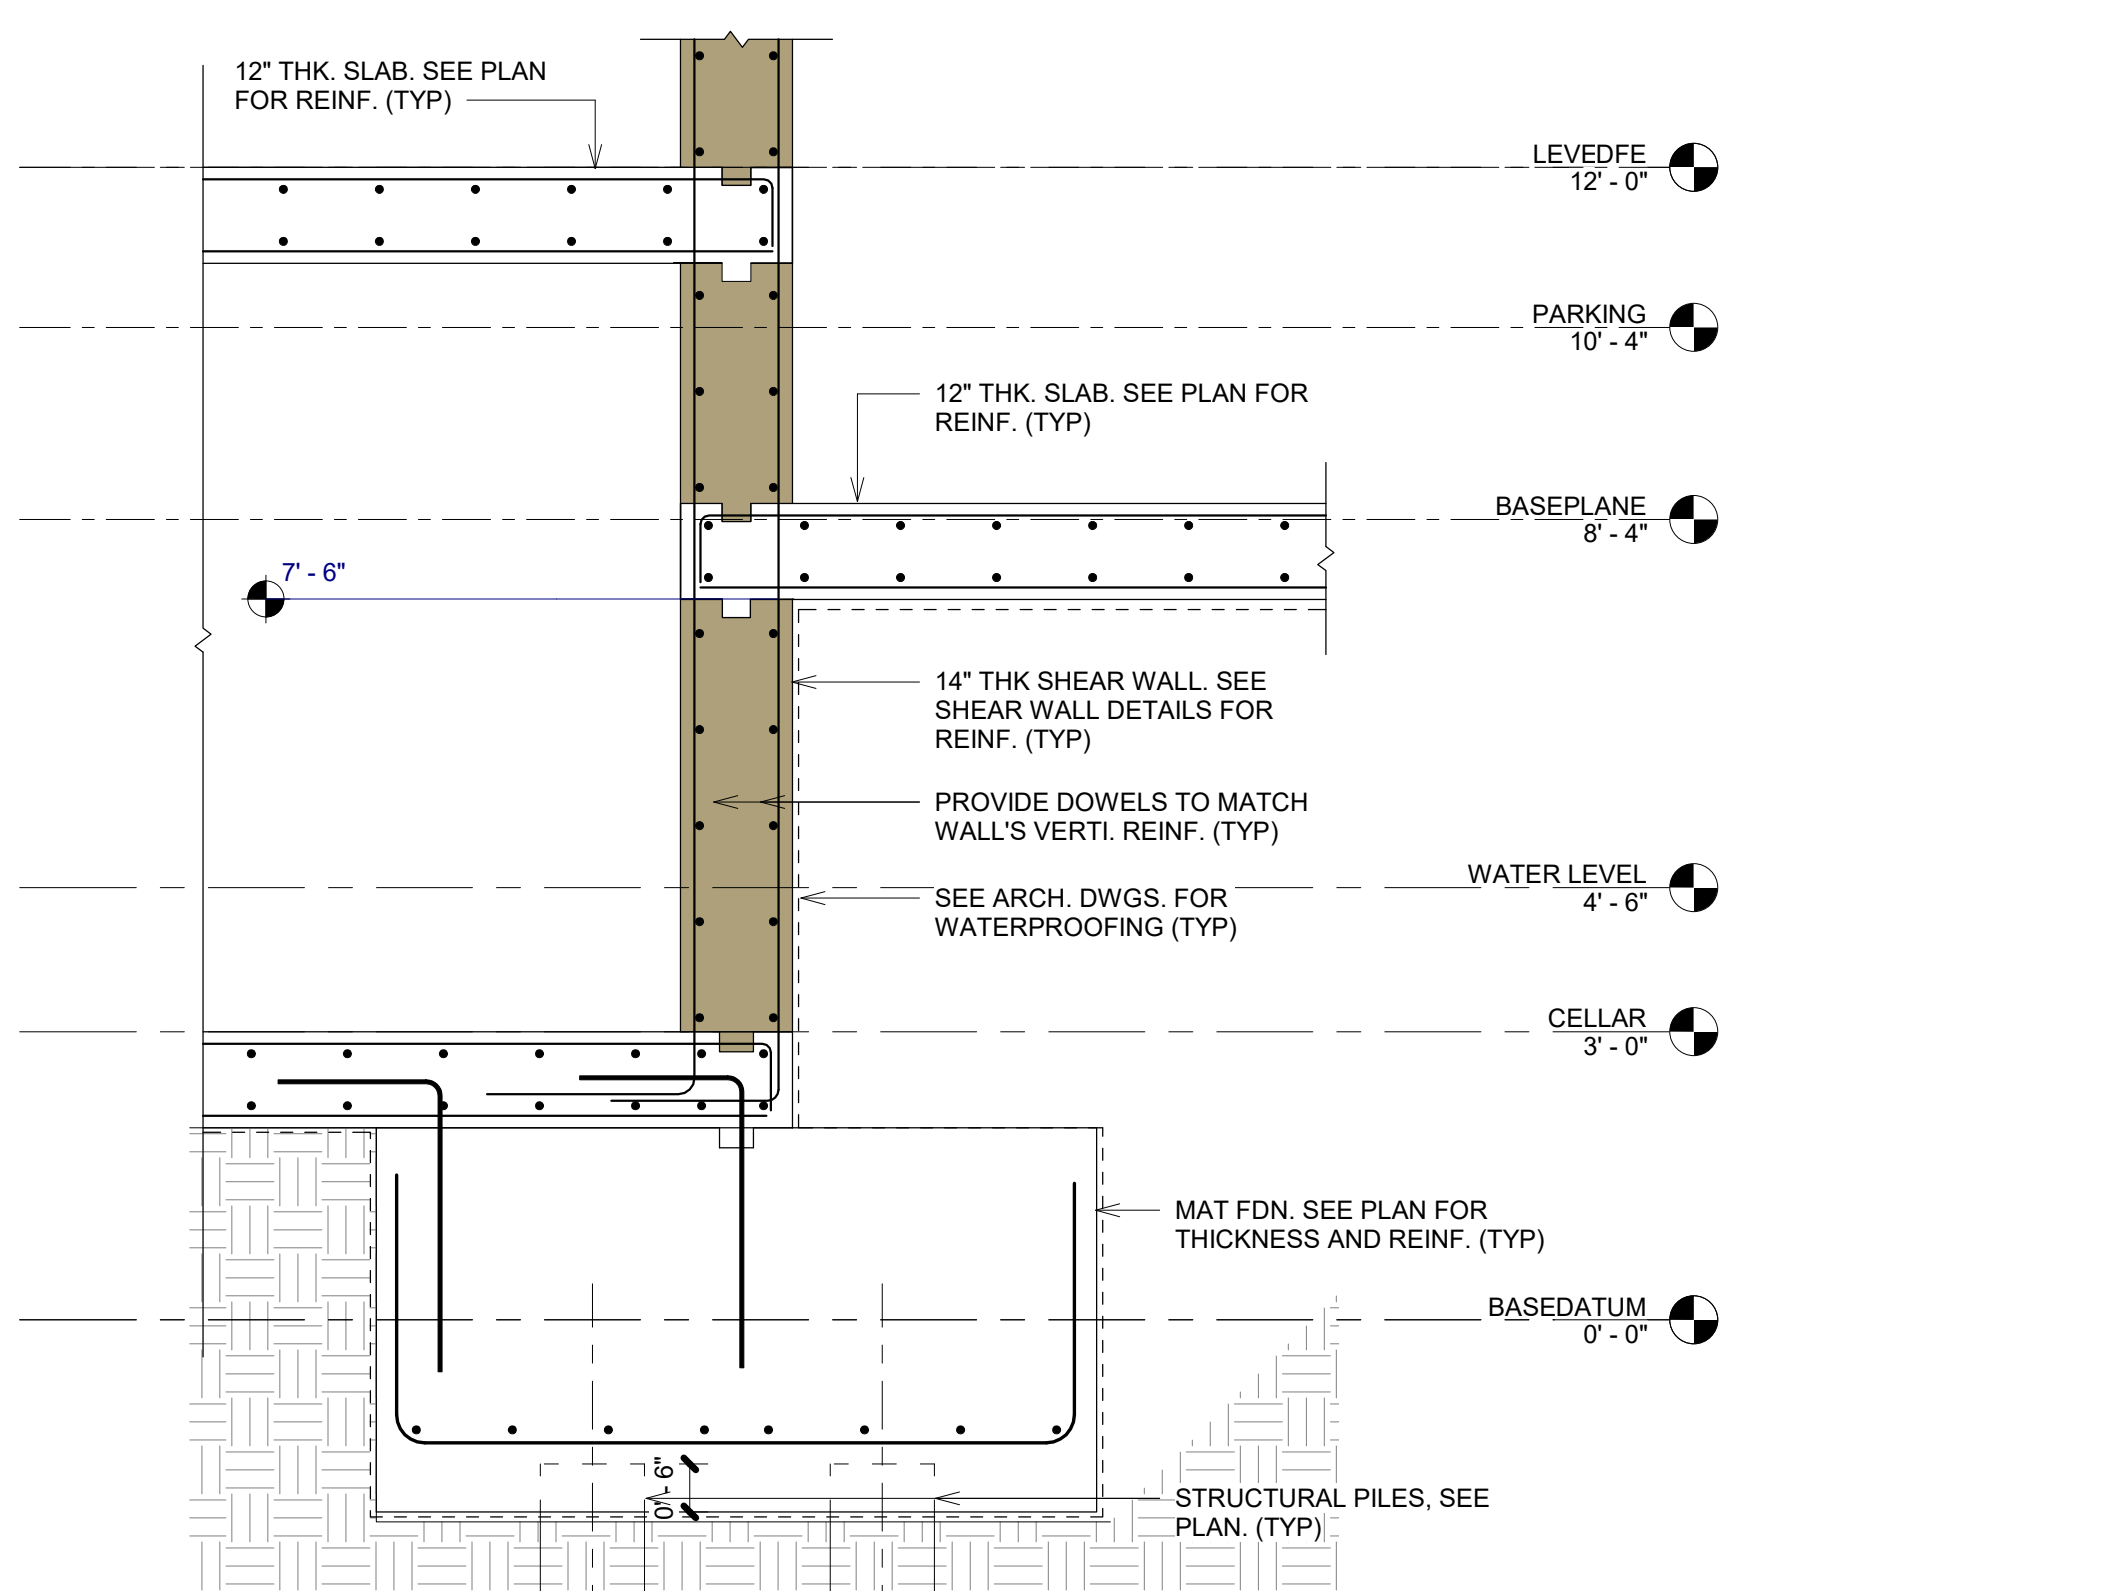 12" THK. SLAB. SEE PLAN
FOR REINF. (TYP)
LEVEDFE
12' - 0"
PARKING
10' - 4"
12" THK. SLAB. SEE PLAN FOR
REINF. (TYP)
BASEPLANE
8' - 4"
7' - 6"
14" THK SHEAR WALL. SEE
SHEAR WALL DETAILS FOR
REINF. (TYP)
PROVIDE DOWELS TO MATCH
WALL'S VERTI. REINF. (TYP)
WATER LEVEL
4' - 6"
SEE ARCH. DWGS. FOR
WATERPROOFING (TYP)
CELLAR
3' - 0"
MAT FDN. SEE PLAN FOR
THICKNESS AND REINF. (TYP)
BASEDATUM
0' - 0"
0' - 6"
STRUCTURAL PILES, SEE
PLAN. (TYP)